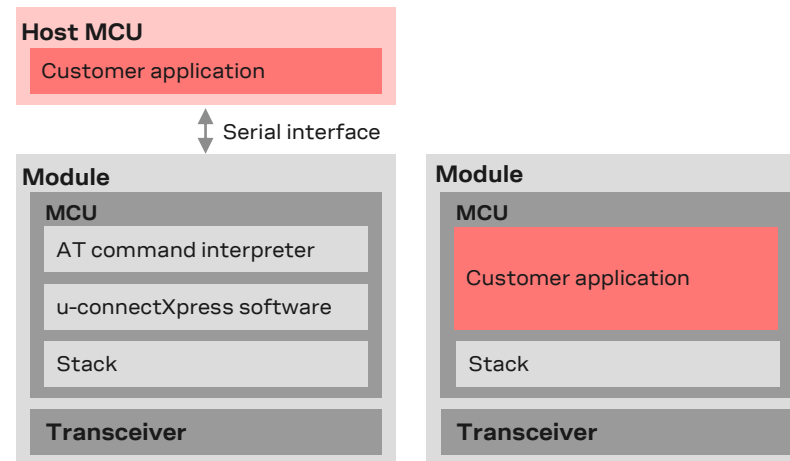 Host MCU
Customer application
Serial interface
Module
MCU
AT command interpreter
u-connectXpress software
Stack
Transceiver
Module
MCU
Customer application
Stack
Transceiver